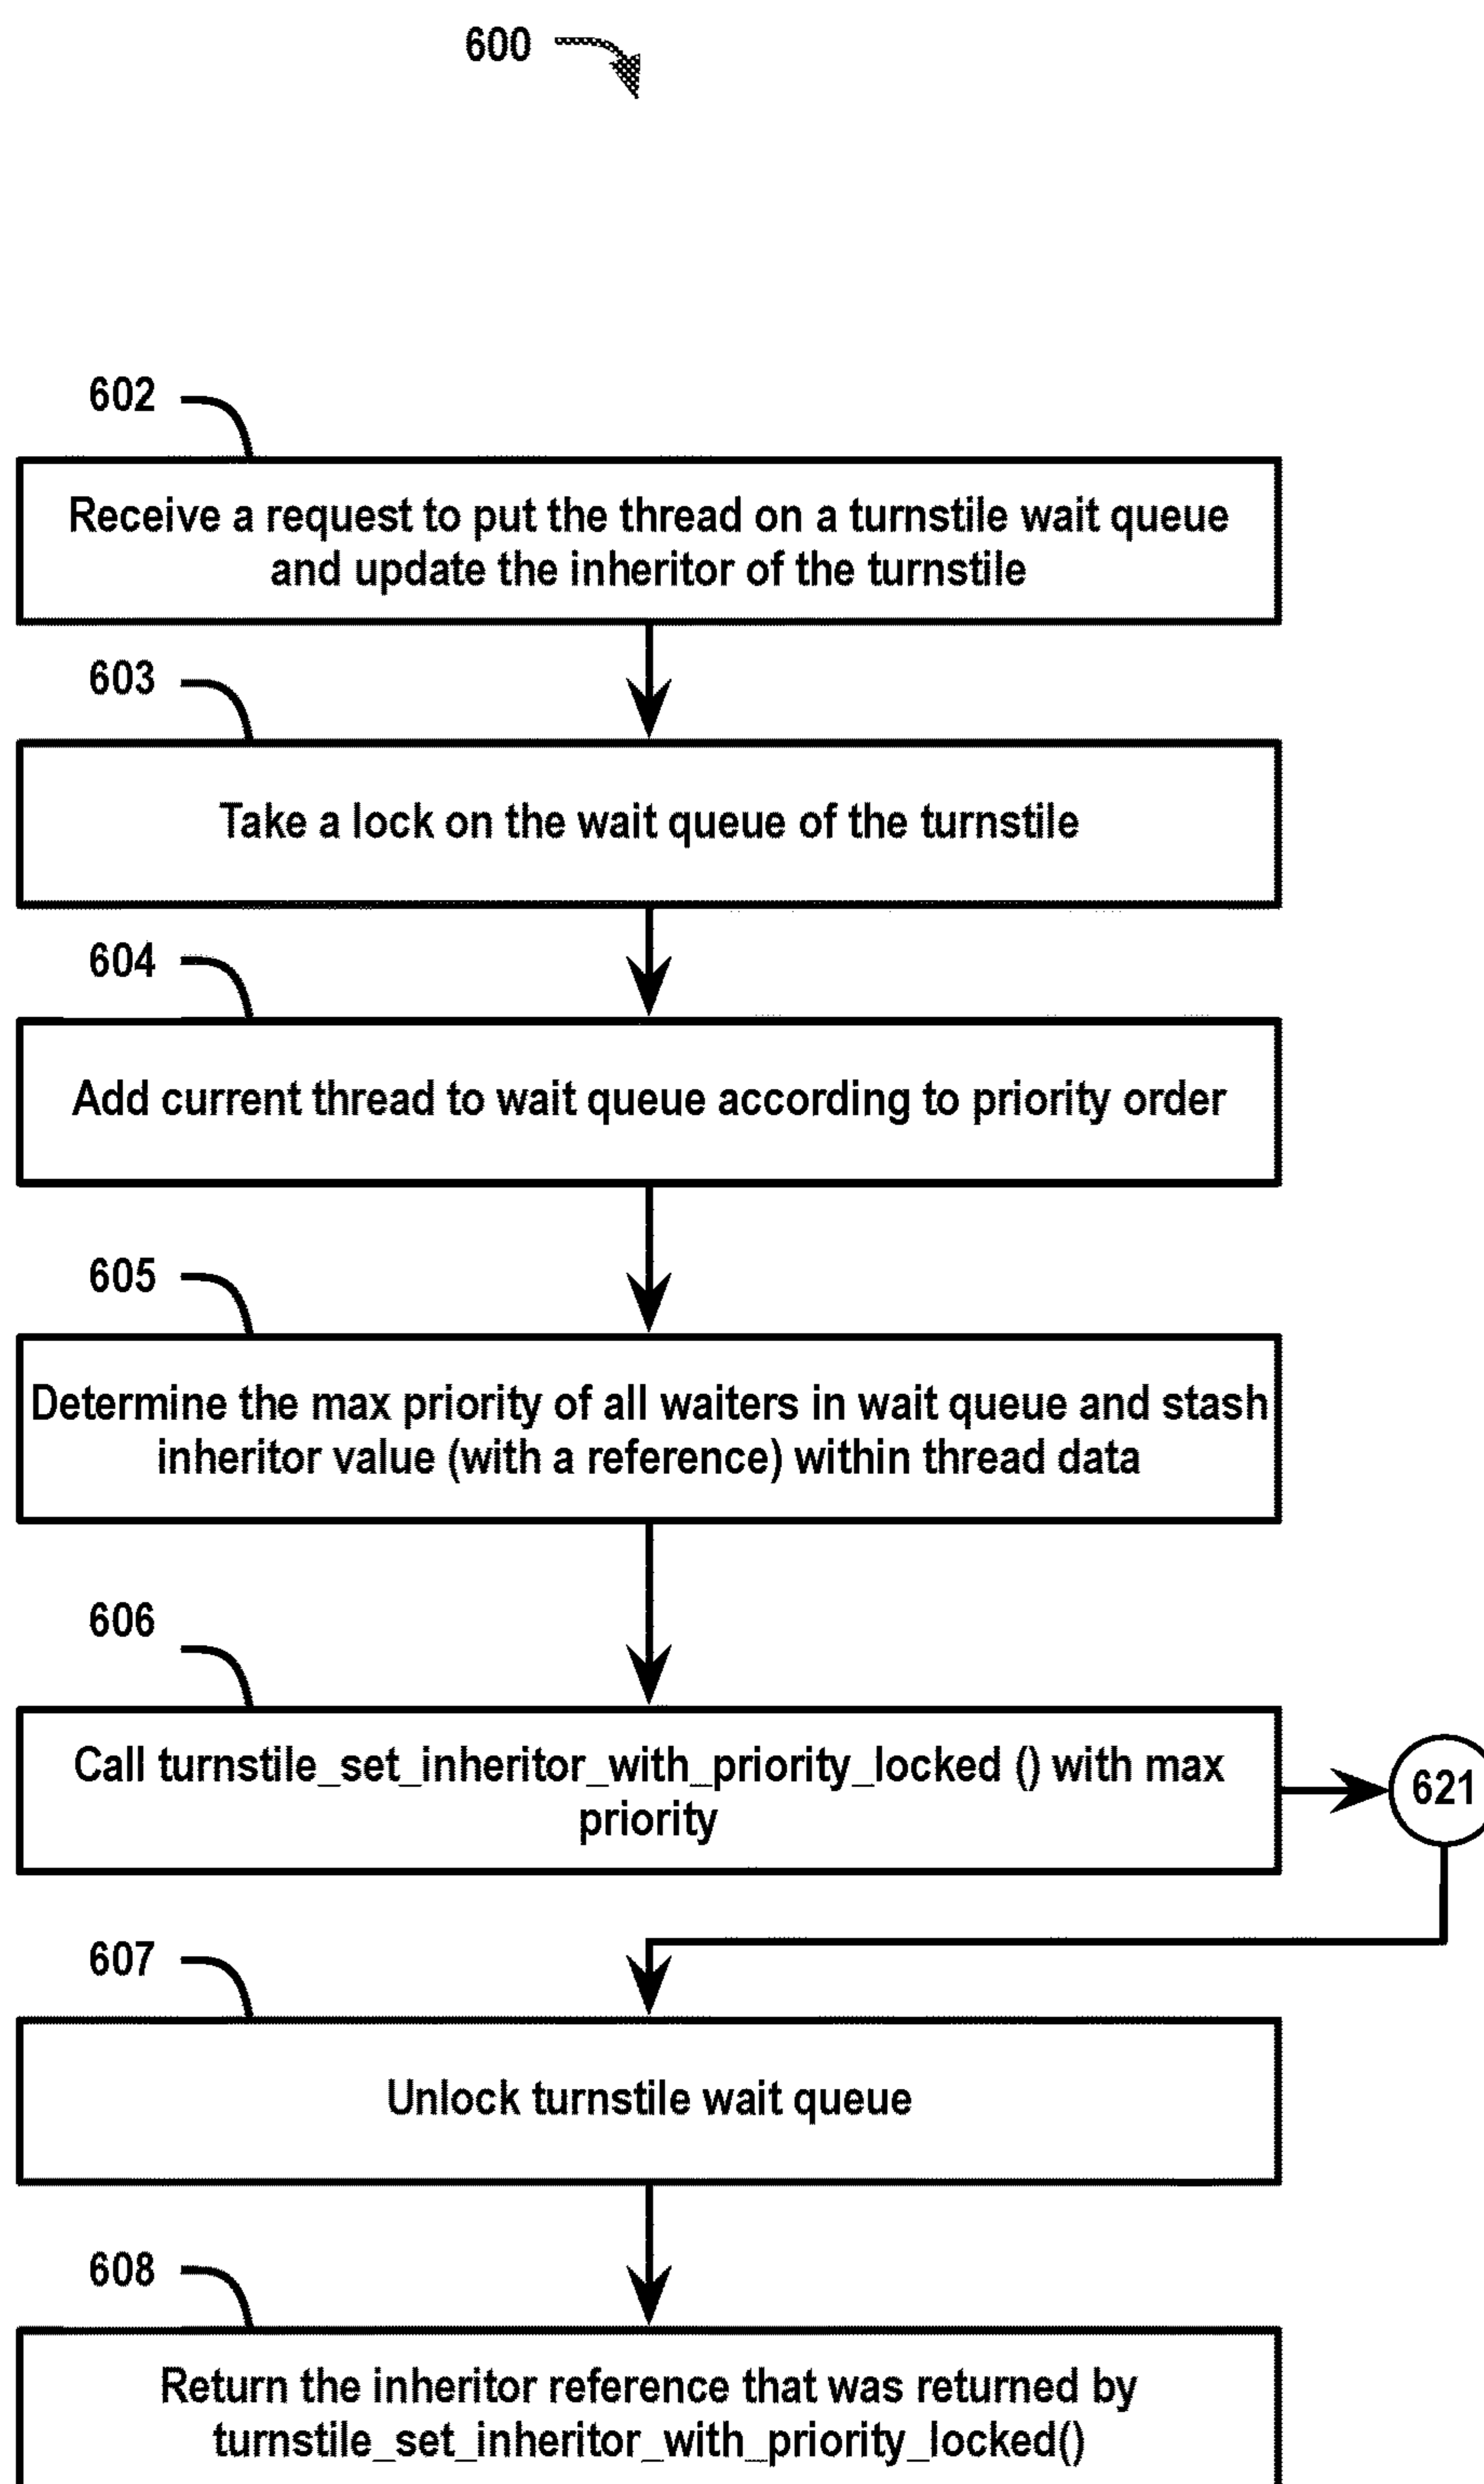 600
602
Receive a request to put the thread on a turnstile wait queue
and update the inheritor of the turnstile
603
Take a lock on the wait queue of the turnstile
604
Add current thread to wait queue according to priority order
605
Determine the max priority of all waiters in wait queue and stash
inheritor value (with a reference) within thread data
606
Call turnstile_set_inheritor_with_priority_locked () with max
priority
621
607
Unlock turnstile wait queue
608
Return the inheritor reference that was returned by
turnstile_set_inheritor_with_priority_locked()